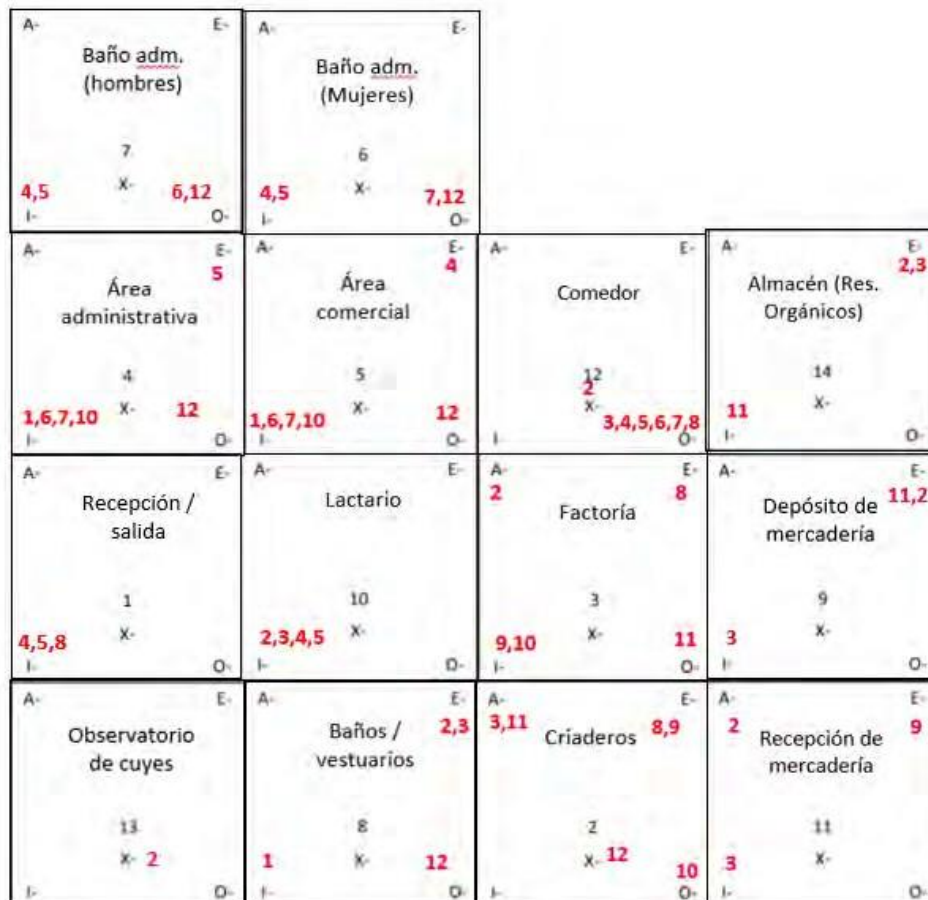 A- E-
Baño adm.
(hombres)
7
4,5 X- 6,12
I- O-
A- E-
Baño adm.
(Mujeres)
6
4,5 X- 7,12
I- O-
A- E-
5
Área
administrativa
4
1,6,7,10 X- 12
I- O-
A- E-
4
Área
comercial
5
1,6,7,10 X- 12
I- O-
A- E-
Comedor
12
2
X-
3,4,5,6,7,8
I- O-
A- E-
2,3
Almacén (Res.
Orgánicos)
14
11 X-
I- O-
A- E-
Recepción /
salida
1
4,5,8 X-
I- O-
A- E-
Lactario
10
2,3,4,5 X-
I- O-
A- E-
2 8
Factoría
3
9,10 X- 11
I- O-
A- E-
11,2
Depósito de
mercadería
9
3 X-
I- O-
A- E-
Observatorio
de cuyes
13
X- 2
I- O-
A- E-
Baños / 2,3
vestuarios
8
1 X- 12
I- O-
A- E-
3,11 8,9
Criaderos
2
X- 12
10
I- O-
A- E-
2 9
Recepción de
mercadería
11
3 X-
I- O-